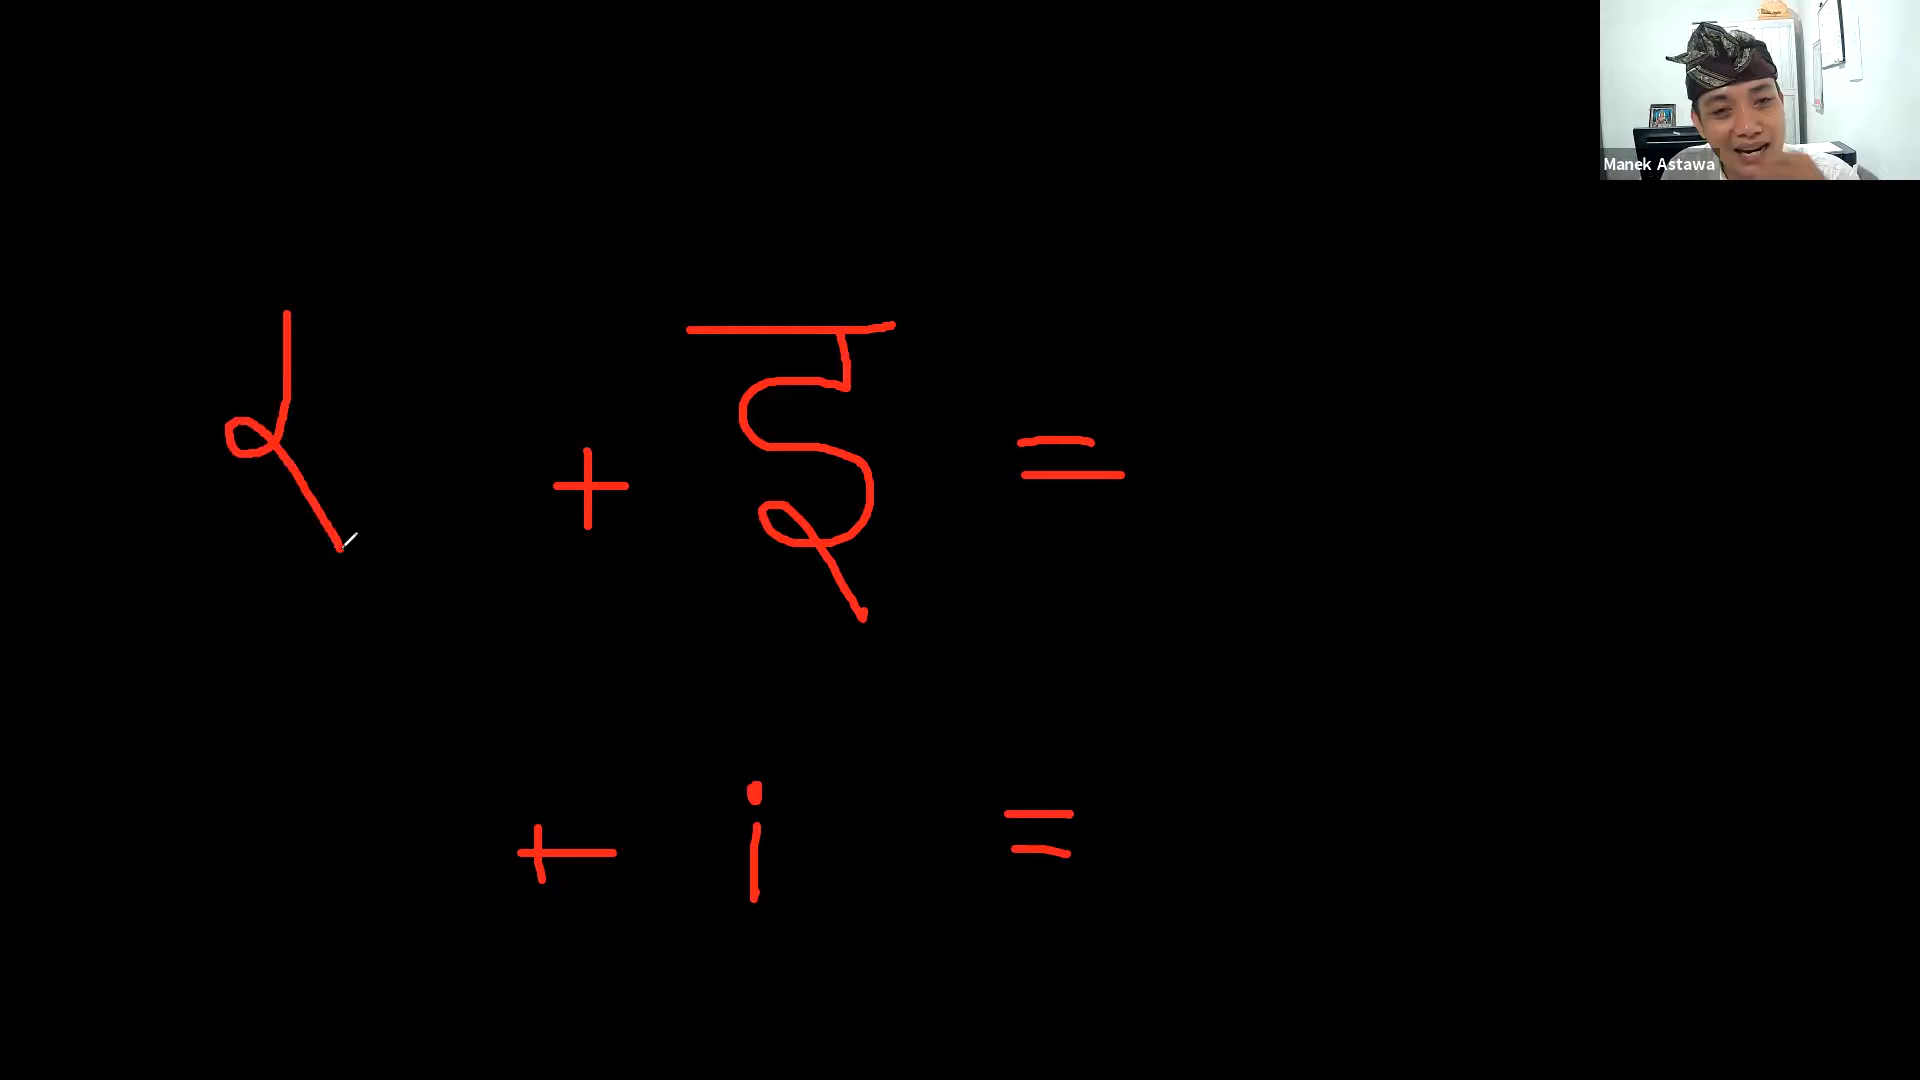 Manek Astawa
र + इ =
+ i =